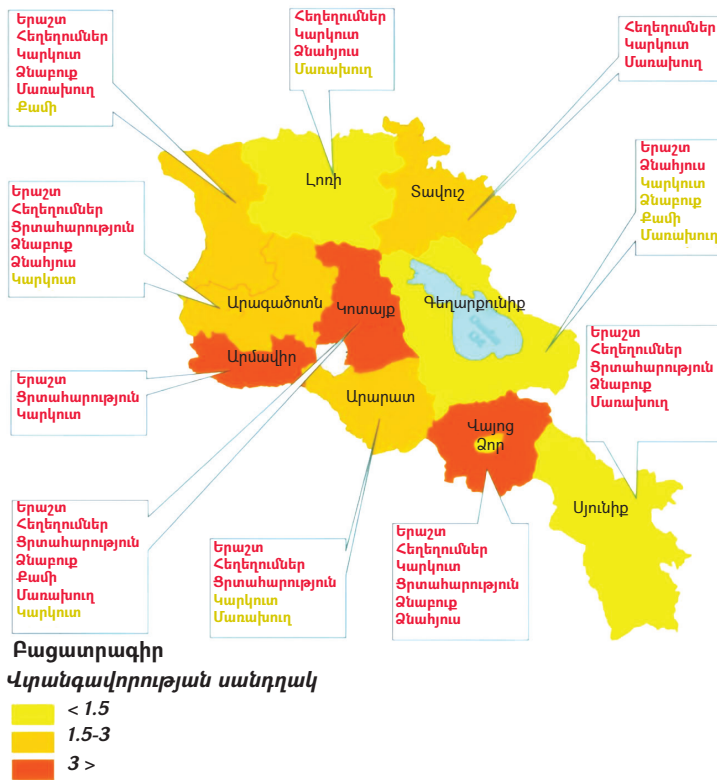 Երաշտ
Հեղեղումներ
Կարկուտ
Ձնաբուք
Մառախուղ
Քամի
Հեղեղումներ
Կարկուտ
Ձնահյուս
Մառախուղ
Հեղեղումներ
Կարկուտ
Մառախուղ
Երաշտ
Ձնահյուս
Կարկուտ
Ձնաբուք
Քամի
Մառախուղ
Լոռի
Տավուշ
Երաշտ
Հեղեղումներ
Ցրտահարություն
Ձնաբուք
Ձնահյուս
Կարկուտ
Արագածոտն
Կոտայք
Գեղարքունիք
Արմավիր
Արարատ
Վայոց
Ձոր
Սյունիք
Երաշտ
Հեղեղումներ
Ցրտահարություն
Ձնաբուք
Մառախուղ
Երաշտ
Ցրտահարություն
Կարկուտ
Երաշտ
Հեղեղումներ
Ցրտահարություն
Ձնաբուք
Քամի
Մառախուղ
Կարկուտ
Երաշտ
Հեղեղումներ
Ցրտահարություն
Կարկուտ
Մառախուղ
Երաշտ
Հեղեղումներ
Կարկուտ
Ցրտահարություն
Ձնաբուք
Ձնահյուս
Բացատրագիր
Վտանգավորության սանդղակ
< 1.5
1.5-3
3 >